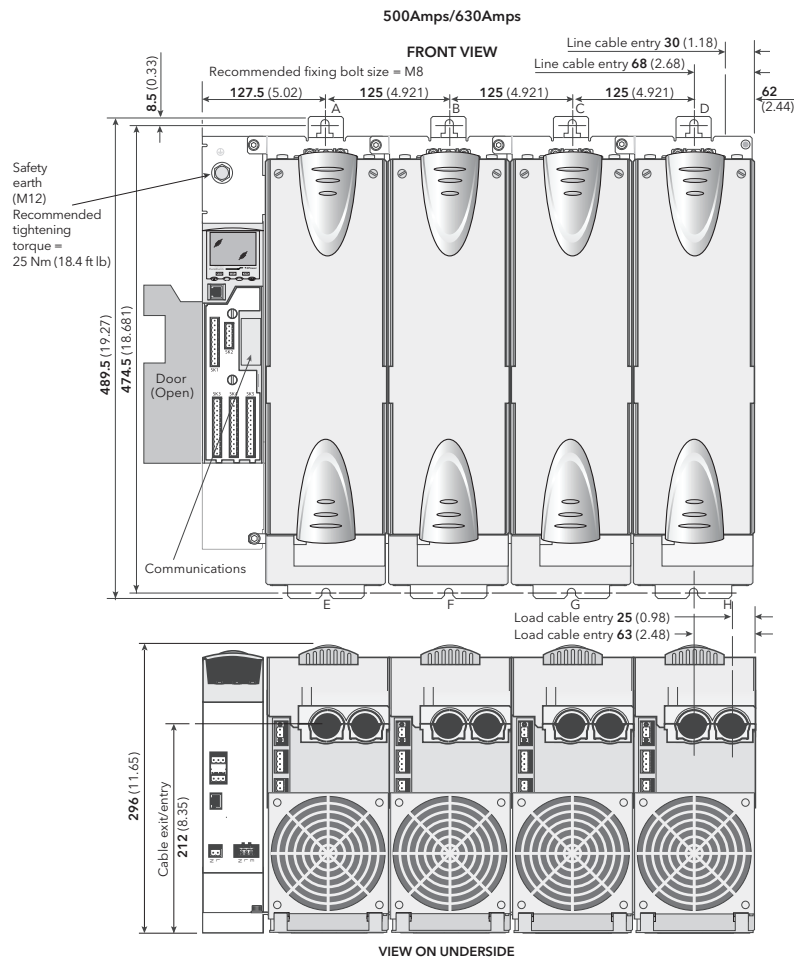 500Amps/630Amps
FRONT VIEW
Line cable entry 30 (1.18)
Line cable entry 68 (2.68)
Recommended fixing bolt size = M8
8.5 (0.33)
127.5 (5.02)
125 (4.921)
125 (4.921)
125 (4.921)
62
(2.44)
A
B
C
D
Safety
earth
(M12)
Recommended
tightening
torque =
25 Nm (18.4 ft lb)
489.5 (19.27)
474.5 (18.681)
SK2
SK1
Door
(Open)
Communications
E
F
G
H
Load cable entry 25 (0.98)
Load cable entry 63 (2.48)
296 (11.65)
Cable exit/entry
212 (8.35)
VIEW ON UNDERSIDE